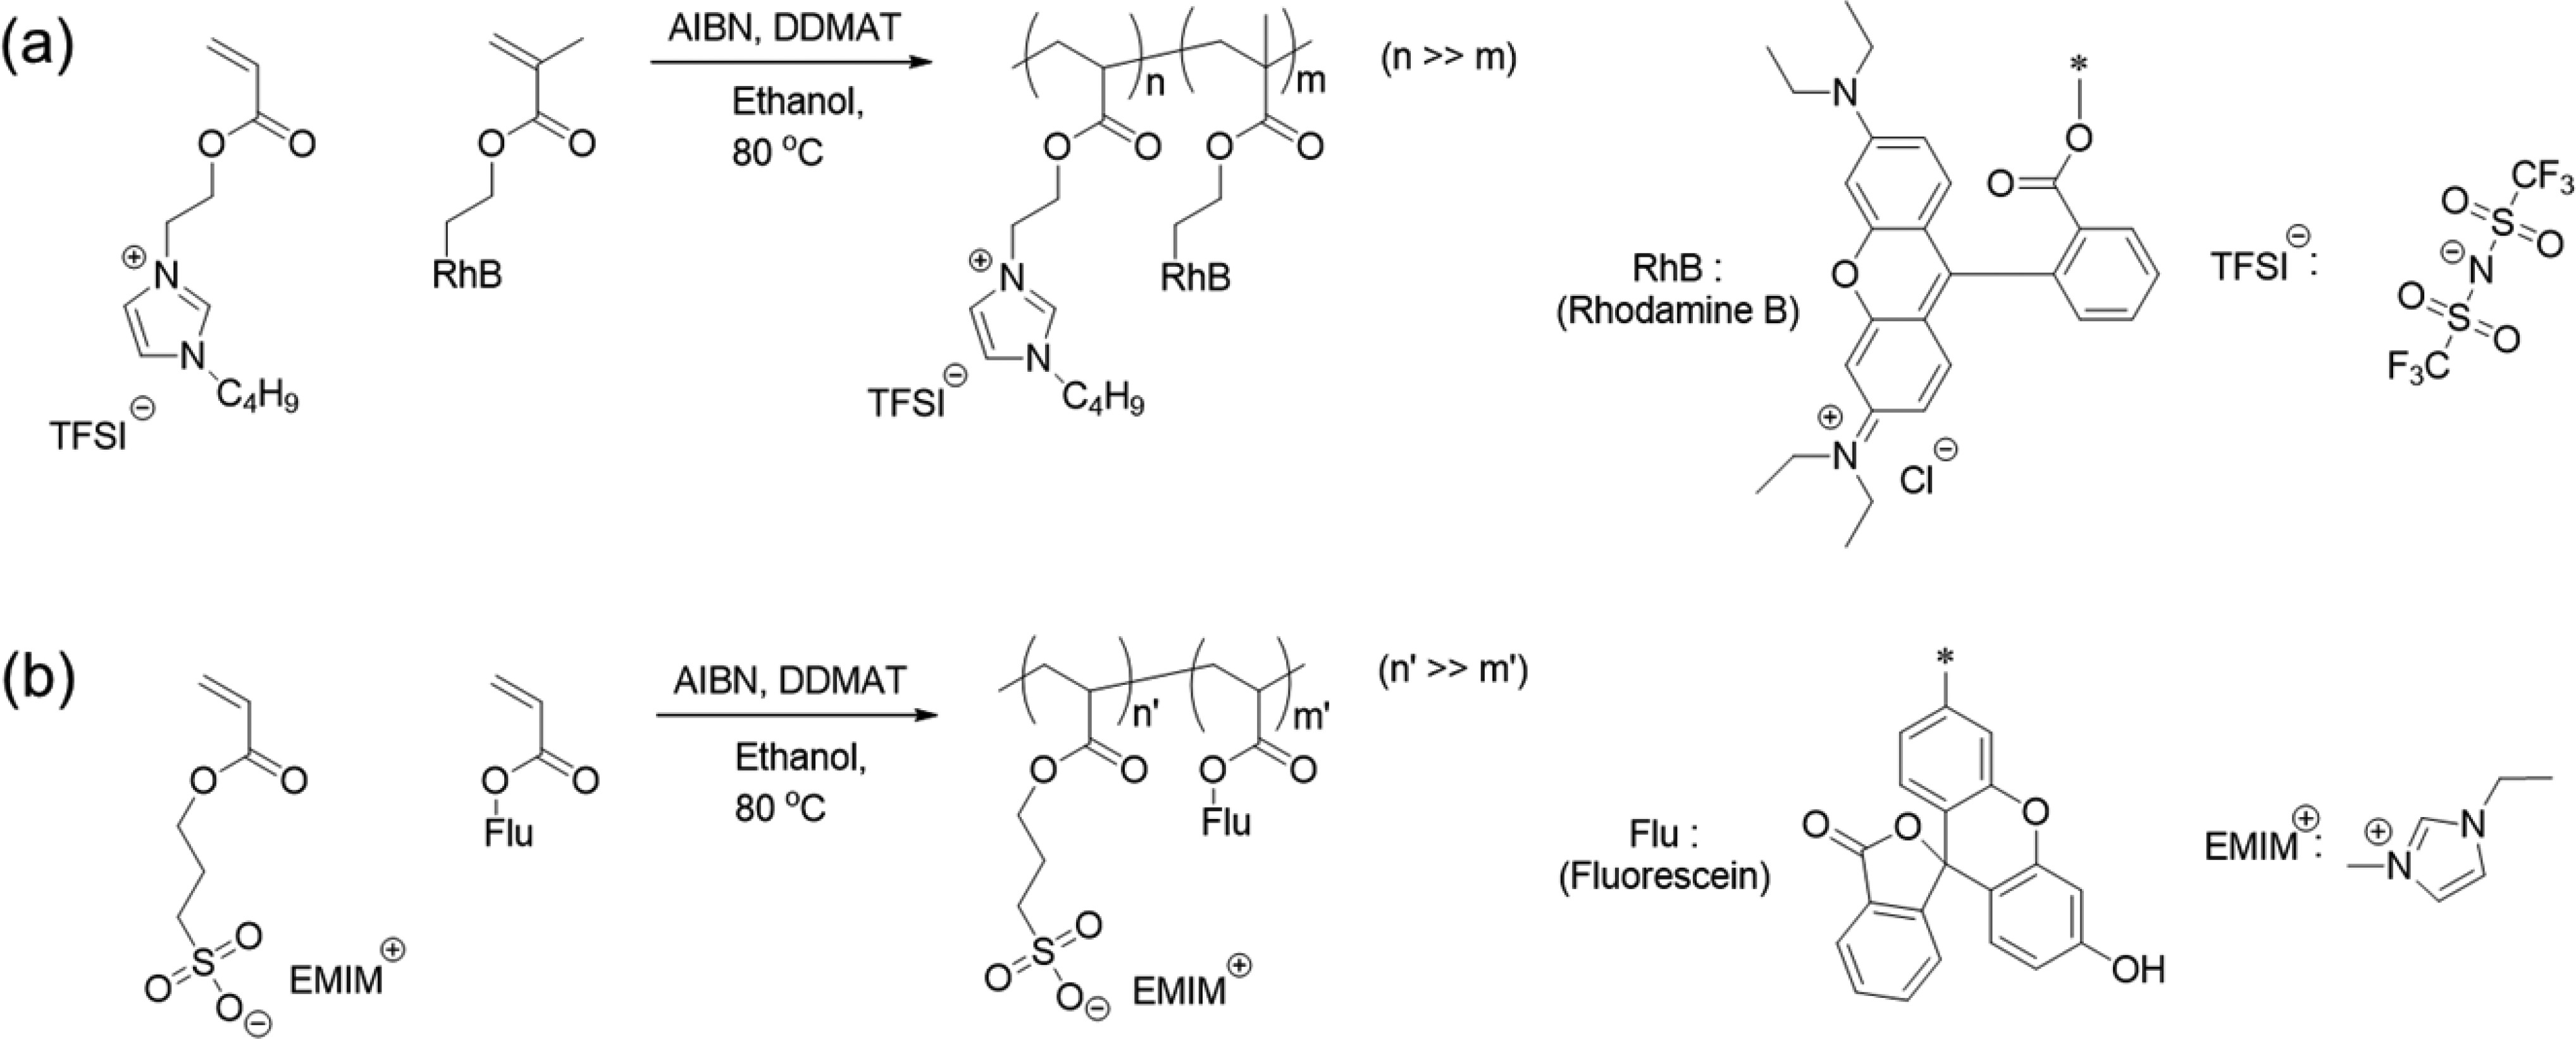 (a)
O
O
N
N
C4H9
TFSI⊖
⊕
O
O
RhB
AIBN, DDMAT
Ethanol,
80 °C
n
m
(n >> m)
O
O
O
O
⊕
N
N
C4H9
TFSI⊖
RhB
RhB :
(Rhodamine B)
N
O
O
O
*
⊕
N
Cl⊖
TFSI⊖:
CF3
O
S
O
⊖
N
O
S
O
F3C
(b)
O
O
O
S
O
O⊖
EMIM⊕
O
O
Flu
AIBN, DDMAT
Ethanol,
80 °C
n'
m'
(n' >> m')
O
O
O
O
Flu
O
S
O
O⊖
EMIM⊕
Flu :
(Fluorescein)
*
O
O
O
OH
EMIM⊕:
⊕
N
N